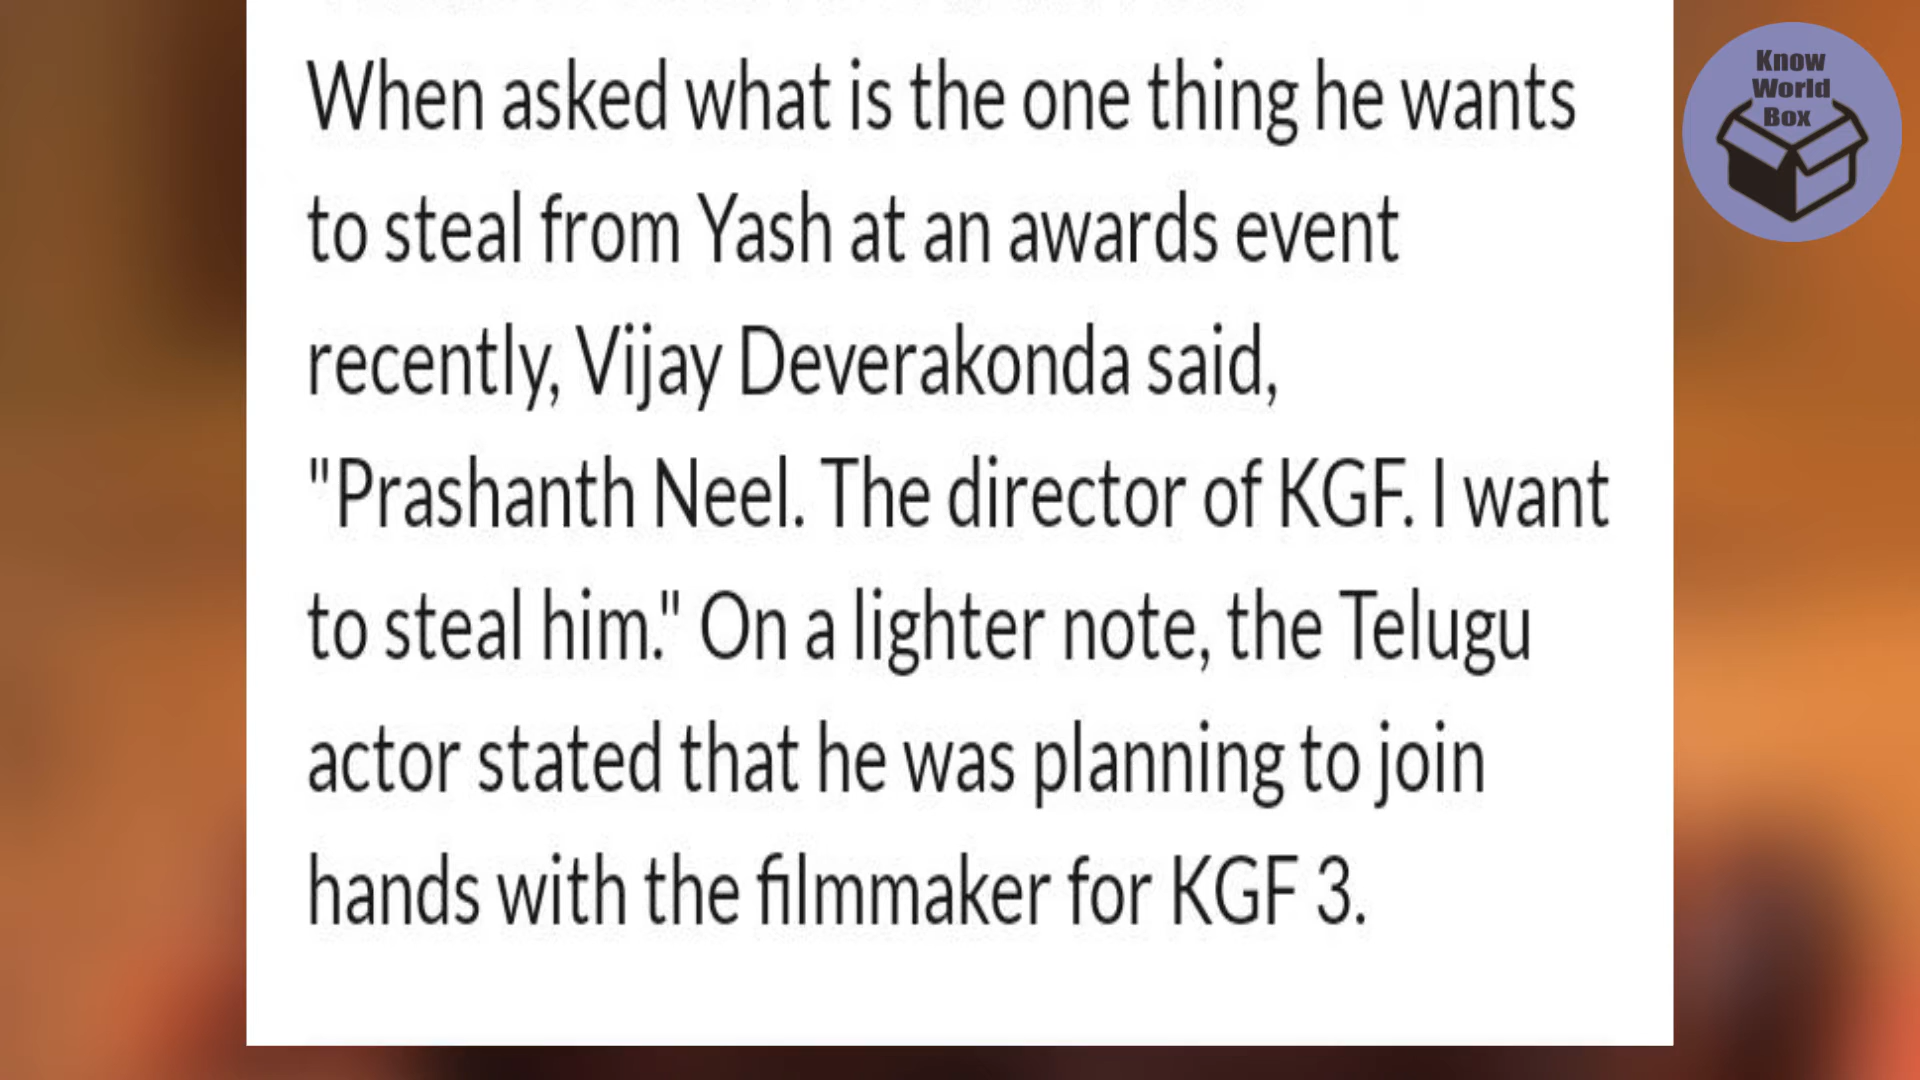 When asked what is the one thing he wants
to steal from Yash at an awards event
recently, Vijay Deverakonda said,
"Prashanth Neel. The director of KGF. I want
to steal him." On a lighter note, the Telugu
actor stated that he was planning to join
hands with the filmmaker for KGF 3.
Know
World
Box